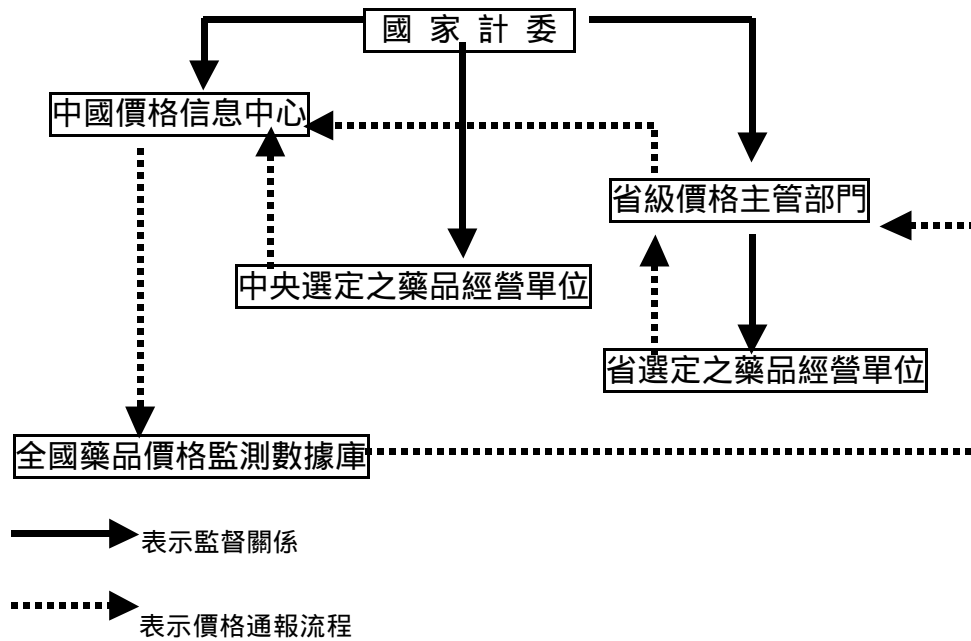 國 家 計 委
中國價格信息中心
省級價格主管部門
中央選定之藥品經營單位
省選定之藥品經營單位
全國藥品價格監測數據庫
表示監督關係
表示價格通報流程